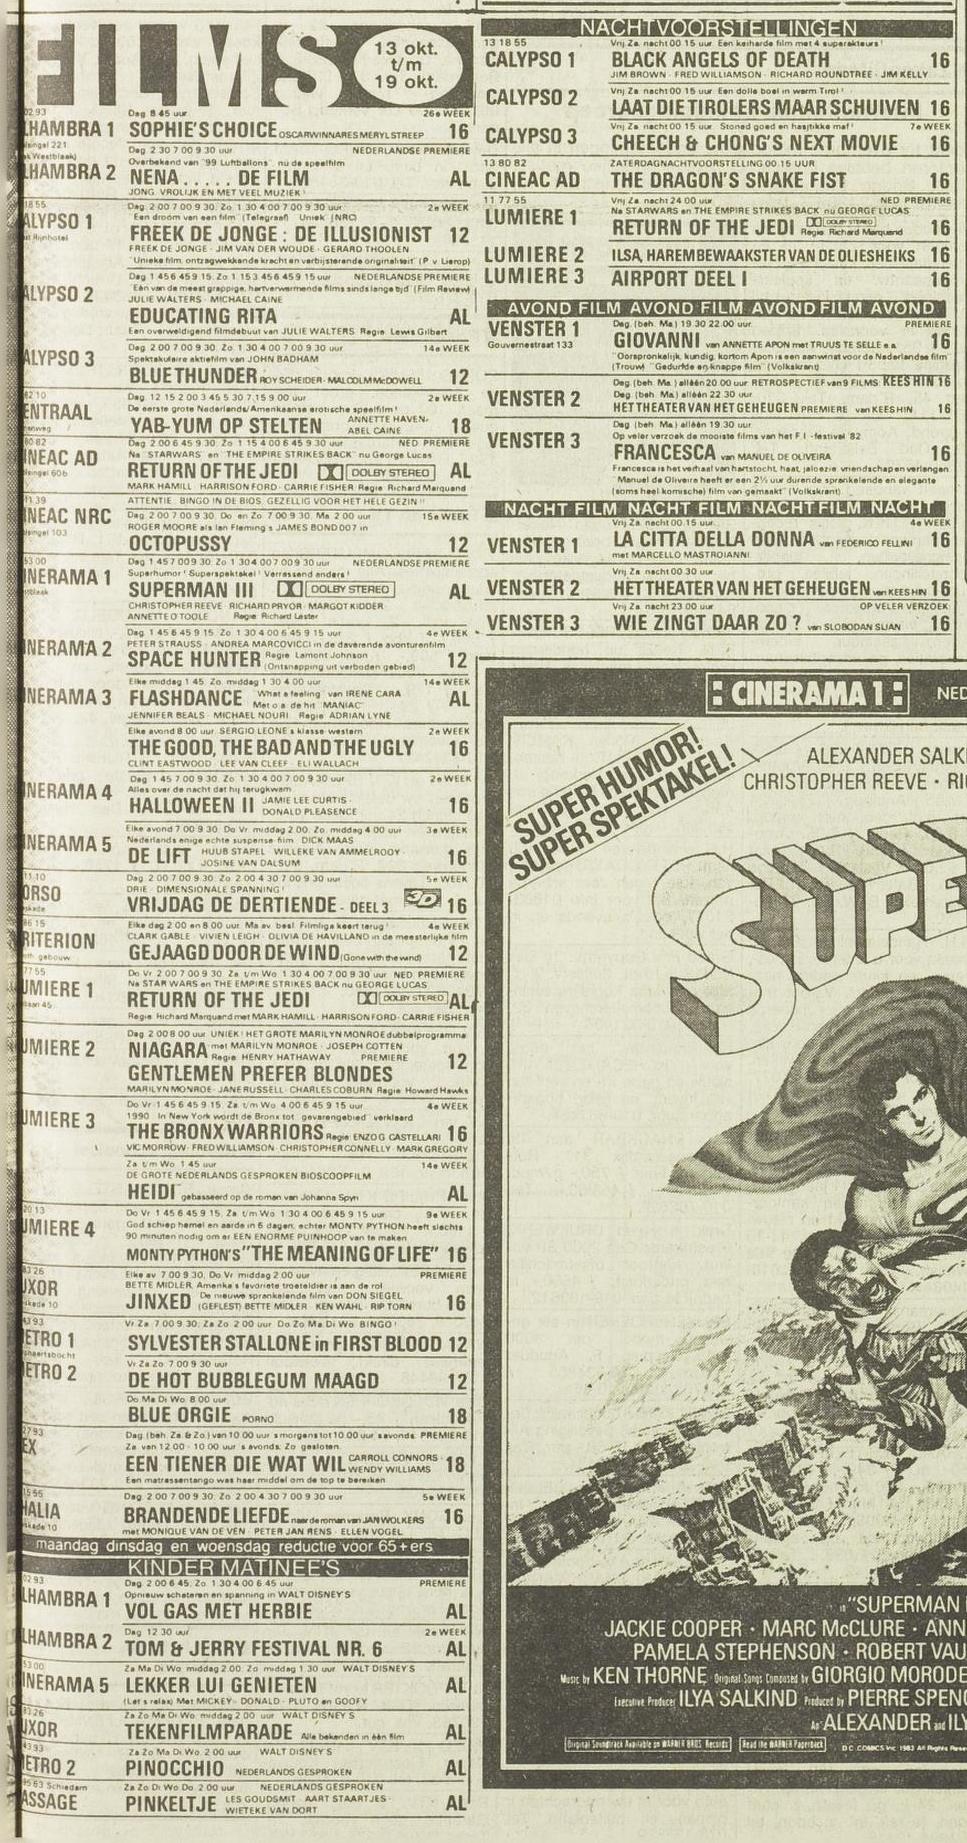 FILMS
13 okt.
t/m
19 okt.
02 93
Dag. 8 45 uur 26e WEEK
LHAMBRA 1 SOPHIE'S CHOICE OSCARWINNARES MERYL STREEP 16
Dag. 2 30 7 00 9 30 uur NEDERLANDSE PREMIERE
Overbekend van "99 Luftballons" nu de speelfilm
LHAMBRA 2 NENA..... DE FILM AL
JONG, VROLIJK EN MET VEEL MUZIEK!
Dag. 2 00 7 00 9 30. Zo. 1 30 4 00 7 00 9 30 uur 2e WEEK
"Een droom van een film" (Telegraaf) Uniek (NRC)
ALYPSO 1 FREEK DE JONGE: DE ILLUSIONIST 12
FREEK DE JONGE · JIM VAN DER WOUDE · GERARD THOOLEN
"Unieke film, ontzagwekkende kracht en verbijsterende originaliteit" (P. v. Lierop)
Dag. 1 45 6 45 9 15. Zo. 1 15 3 45 6 45 9 15 uur NEDERLANDSE PREMIERE
"Eén van de meest grappige, hartverwarmende films sinds lange tijd" (Film Review)
ALYPSO 2 JULIE WALTERS · MICHAEL CAINE
EDUCATING RITA AL
Een overweldigend filmdebuut van JULIE WALTERS Regie: Lewis Gilbert
Dag. 2 00 7 00 9 30. Zo. 1 30 4 00 7 00 9 30 uur 14e WEEK
ALYPSO 3 Spektakulaire aktiefilm van JOHN BADHAM
BLUE THUNDER ROY SCHEIDER · MALCOLM McDOWELL 12
Dag. 12 15 2 00 3 45 5 30 7.15 9 00 uur 2e WEEK
De eerste grote Nederlands/Amerikaanse erotische speelfilm!
ENTRAAL YAB-YUM OP STELTEN ANNETTE HAVEN · ABEL CAINE 18
Dag. 2 00 6 45 9 30. Zo. 1 15 4 00 6 45 9 30 uur NED. PREMIERE
INEAC AD Na "STARWARS" en "THE EMPIRE STRIKES BACK" nu George Lucas
RETURN OF THE JEDI DOLBY STEREO AL
MARK HAMILL · HARRISON FORD · CARRIE FISHER Regie: Richard Marquand
ATTENTIE... BINGO IN DE BIOS, GEZELLIG VOOR HET HELE GEZIN!!
INEAC NRC Dag. 2 00 7 00 9 30. Do. en Zo. 7 00 9 30. Ma. 2 00 uur 15e WEEK
ROGER MOORE als Ian Fleming's JAMES BOND 007 in
OCTOPUSSY 12
Dag. 1 45 7 00 9 30. Zo. 1 30 4 00 7 00 9 30 uur NEDERLANDSE PREMIERE
INERAMA 1 Superhumor! Superspektakel! Verrassend anders!
SUPERMAN III DOLBY STEREO AL
CHRISTOPHER REEVE · RICHARD PRYOR · MARGOT KIDDER
ANNETTE O'TOOLE Regie: Richard Lester
Dag. 1 45 6 45 9 15. Zo. 1 30 4 00 6 45 9 15 uur 4e WEEK
INERAMA 2 PETER STRAUSS · ANDREA MARCOVICCI in de daverende avonturenfilm
SPACE HUNTER Regie: Lamont Johnson (Ontsnapping uit verboden gebied) 12
Elke middag 1 45. Zo. middag 1 30 4 00 uur 14e WEEK
INERAMA 3 FLASHDANCE "What a feeling" van IRENE CARA Met o.a. de hit "MANIAC" AL
JENNIFER BEALS · MICHAEL NOURI. Regie: ADRIAN LYNE
Elke avond 8 00 uur. SERGIO LEONE's klasse western 2e WEEK
THE GOOD, THE BAD AND THE UGLY 16
CLINT EASTWOOD · LEE VAN CLEEF · ELI WALLACH
Dag. 1 45 7 00 9 30. Zo. 1 30 4 00 7 00 9 30 uur 2e WEEK
INERAMA 4 Alles over de nacht dat hij terugkwam
HALLOWEEN II JAMIE LEE CURTIS · DONALD PLEASENCE 16
Elke avond 7 00 9 30. Do. Vr. middag 2 00. Zo. middag 4 00 uur 3e WEEK
INERAMA 5 Nederlands enige echte suspense-film DICK MAAS
DE LIFT HUUB STAPEL · WILLEKE VAN AMMELROOY · JOSINE VAN DALSUM 16
Dag. 2 00 7 00 9 30. Zo. 2 00 4 30 7 00 9 30 uur 5e WEEK
ORSO DRIE - DIMENSIONALE SPANNING!
VRIJDAG DE DERTIENDE - DEEL 3 3D 16
Elke dag 2 00 en 8 00 uur. Ma. av. besl. Filmliga keert terug! 4e WEEK
RITERION CLARK GABLE · VIVIEN LEIGH · OLIVIA DE HAVILLAND in de meesterlijke film
GEJAAGD DOOR DE WIND (Gone with the wind) 12
Do. Vr. 2 00 7 00 9 30. Za. t/m Wo. 1 30 4 00 7 00 9 30 uur NED. PREMIERE
UMIERE 1 Na STAR WARS en THE EMPIRE STRIKES BACK nu GEORGE LUCAS
RETURN OF THE JEDI DOLBY STEREO AL
Regie: Richard Marquand met MARK HAMILL · HARRISON FORD · CARRIE FISHER
Dag. 2 00 8 00 uur. UNIEK! HET GROTE MARILYN MONROE dubbelprogramma
UMIERE 2 NIAGARA met MARILYN MONROE · JOSEPH COTTEN Regie: HENRY HATHAWAY PREMIERE 12
GENTLEMEN PREFER BLONDES
MARILYN MONROE · JANE RUSSELL · CHARLES COBURN Regie: Howard Hawks
Do. Vr. 1 45 6 45 9 15. Za. t/m Wo. 4 00 6 45 9 15 uur 4e WEEK
UMIERE 3 1990. In New York wordt de Bronx tot "gevarengebied" verklaard
THE BRONX WARRIORS Regie: ENZO G. CASTELLARI 16
VIC MORROW · FRED WILLIAMSON · CHRISTOPHER CONNELLY · MARK GREGORY
Za. t/m Wo. 1 45 uur 14e WEEK
DE GROTE NEDERLANDS GESPROKEN BIOSCOOPFILM
HEIDI gebasseerd op de roman van Johanna Spyri AL
Do. Vr. 1 45 6 45 9 15. Za. t/m Wo. 1 30 4 00 6 45 9 15 uur 9e WEEK
UMIERE 4 God schiep hemel en aarde in 6 dagen, echter MONTY PYTHON heeft slechts
90 minuten nodig om er EEN ENORME PUINHOOP van te maken
MONTY PYTHON'S "THE MEANING OF LIFE" 16
Elke av. 7 00 9 30. Do. Vr. middag 2 00 uur PREMIERE
UXOR BETTE MIDLER, Amerika's favoriete troeteldier is aan de rol
JINXED De nieuwe sprankelende film van DON SIEGEL (GEFLEST) BETTE MIDLER · KEN WAHL · RIP TORN 16
Vr. Za. 7 00 9 30. Za. Zo. 2 00 uur. Do. Zo. Ma. Di. Wo. BINGO!
ETRO 1 SYLVESTER STALLONE in FIRST BLOOD 12
Vr. Za. Zo. 7 00 9 30 uur
ETRO 2 DE HOT BUBBLEGUM MAAGD 12
Do. Ma. Di. Wo. 8 00 uur
BLUE ORGIE PORNO 18
Dag. (beh. Za. & Zo.) van 10 00 uur 's morgens tot 10 00 uur 's avonds. PREMIERE
EX Za. van 12 00 - 10 00 uur 's avonds. Zo. gesloten.
EEN TIENER DIE WAT WIL CARROLL CONNORS · WENDY WILLIAMS 18
Een matrassentango was haar middel om de top te bereiken
Dag. 2 00 7 00 9 30. Zo. 2 00 4 30 7 00 9 30 uur 5e WEEK
HALIA BRANDENDE LIEFDE naar de roman van JAN WOLKERS 16
met MONIQUE VAN DE VEN · PETER JAN RENS · ELLEN VOGEL
maandag dinsdag en woensdag reductie voor 65+ers
KINDER MATINEE'S
Dag. 2 00 6 45. Zo. 1 30 4 00 6 45 uur PREMIERE
LHAMBRA 1 Opnieuw schateren en spanning in WALT DISNEY'S
VOL GAS MET HERBIE AL
Dag. 12 30 uur 2e WEEK
LHAMBRA 2 TOM & JERRY FESTIVAL NR. 6 AL
Za. Ma. Di. Wo. middag 2.00. Zo. middag 1 30 uur WALT DISNEY'S
INERAMA 5 LEKKER LUI GENIETEN AL
(Let's relax) Met MICKEY - DONALD - PLUTO en GOOFY
Za. Zo. Ma. Di. Wo. middag 2 00 uur WALT DISNEY'S
UXOR TEKENFILMPARADE Alle bekenden in één film AL
Za. Zo. Ma. Di. Wo. 2 00 uur WALT DISNEY'S
ETRO 2 PINOCCHIO NEDERLANDS GESPROKEN AL
Schiedam Za. Zo. Di. Wo. Do. 2 00 uur NEDERLANDS GESPROKEN
ASSAGE PINKELTJE LES GOUDSMIT · AART STAARTJES · WIETEKE VAN DORT AL
NACHTVOORSTELLINGEN
13 18 55 Vrij. Za. nacht 00 15 uur. Een keiharde film met 4 superakteurs!
CALYPSO 1 BLACK ANGELS OF DEATH 16
JIM BROWN · FRED WILLIAMSON · RICHARD ROUNDTREE · JIM KELLY
Vrij. Za. nacht 00 15 uur. Een dolle boel in warm Tirol!
CALYPSO 2 LAAT DIE TIROLERS MAAR SCHUIVEN 16
Vrij. Za. nacht 00 15 uur. Stoned goed en hasjtikke maf! 7e WEEK
CALYPSO 3 CHEECH & CHONG'S NEXT MOVIE 16
13 80 82 ZATERDAGNACHTVOORSTELLING 00.15 UUR
CINEAC AD THE DRAGON'S SNAKE FIST 16
11 77 55 Vrij. Za. nacht 24 00 uur NED. PREMIERE
LUMIERE 1 Na STARWARS en THE EMPIRE STRIKES BACK nu GEORGE LUCAS
RETURN OF THE JEDI DOLBY STEREO Regie: Richard Marquand 16
LUMIERE 2 ILSA, HAREMBEWAAKSTER VAN DE OLIESHEIKS 16
LUMIERE 3 AIRPORT DEEL I 16
AVOND FILM AVOND FILM AVOND FILM AVOND
Dag. (beh. Ma.) 19.30 22.00 uur PREMIERE
VENSTER 1 GIOVANNI van ANNETTE APON met TRUUS TE SELLE e.a. 16
Gouvernestraat 133 "Oorspronkelijk, kundig, kortom Apon is een aanwinst voor de Nederlandse film"
(Trouw) "Gedurfde en knappe film" (Volkskrant)
Dag. (beh. Ma.) alléén 20.00 uur RETROSPECTIEF van 9 FILMS: KEES HIN 16
VENSTER 2 Dag. (beh. Ma.) alléén 22.30 uur
HET THEATER VAN HET GEHEUGEN PREMIERE van KEES HIN 16
Dag. (beh. Ma.) alléén 19.30 uur
VENSTER 3 Op veler verzoek de mooiste films van het F.I.-festival '82
FRANCESCA van MANUEL DE OLIVEIRA 16
Francesca is het verhaal van hartstocht, haat, jaloezie, vriendschap en verlangen
"Manuel de Oliveira heeft er een 2½ uur durende sprankelende en elegante
(soms heel komische) film van gemaakt" (Volkskrant)
NACHT FILM NACHT FILM NACHT FILM NACHT
Vrij. Za. nacht 00.15 uur 4e WEEK
VENSTER 1 LA CITTA DELLA DONNA van FEDERICO FELLINI 16
met MARCELLO MASTROIANNI
Vrij. Za. nacht 00 30 uur
VENSTER 2 HET THEATER VAN HET GEHEUGEN van KEES HIN 16
Vrij. Za. nacht 23 00 uur OP VELER VERZOEK
VENSTER 3 WIE ZINGT DAAR ZO? van SLOBODAN SIJAN 16
CINERAMA 1 NED
SUPER HUMOR!
SUPER SPEKTAKEL!
ALEXANDER SALK
CHRISTOPHER REEVE · RI
SUPE
in "SUPERMAN
JACKIE COOPER · MARC McCLURE · ANN
PAMELA STEPHENSON · ROBERT VAU
Music by KEN THORNE Original Songs Composed by GIORGIO MORODE
Executive Producer ILYA SALKIND Produced by PIERRE SPENG
An ALEXANDER and ILY
Original Soundtrack Available on WARNER BROS. Records Read the WARNER Paperback D.C. COMICS Inc. 1983 All Rights Rese